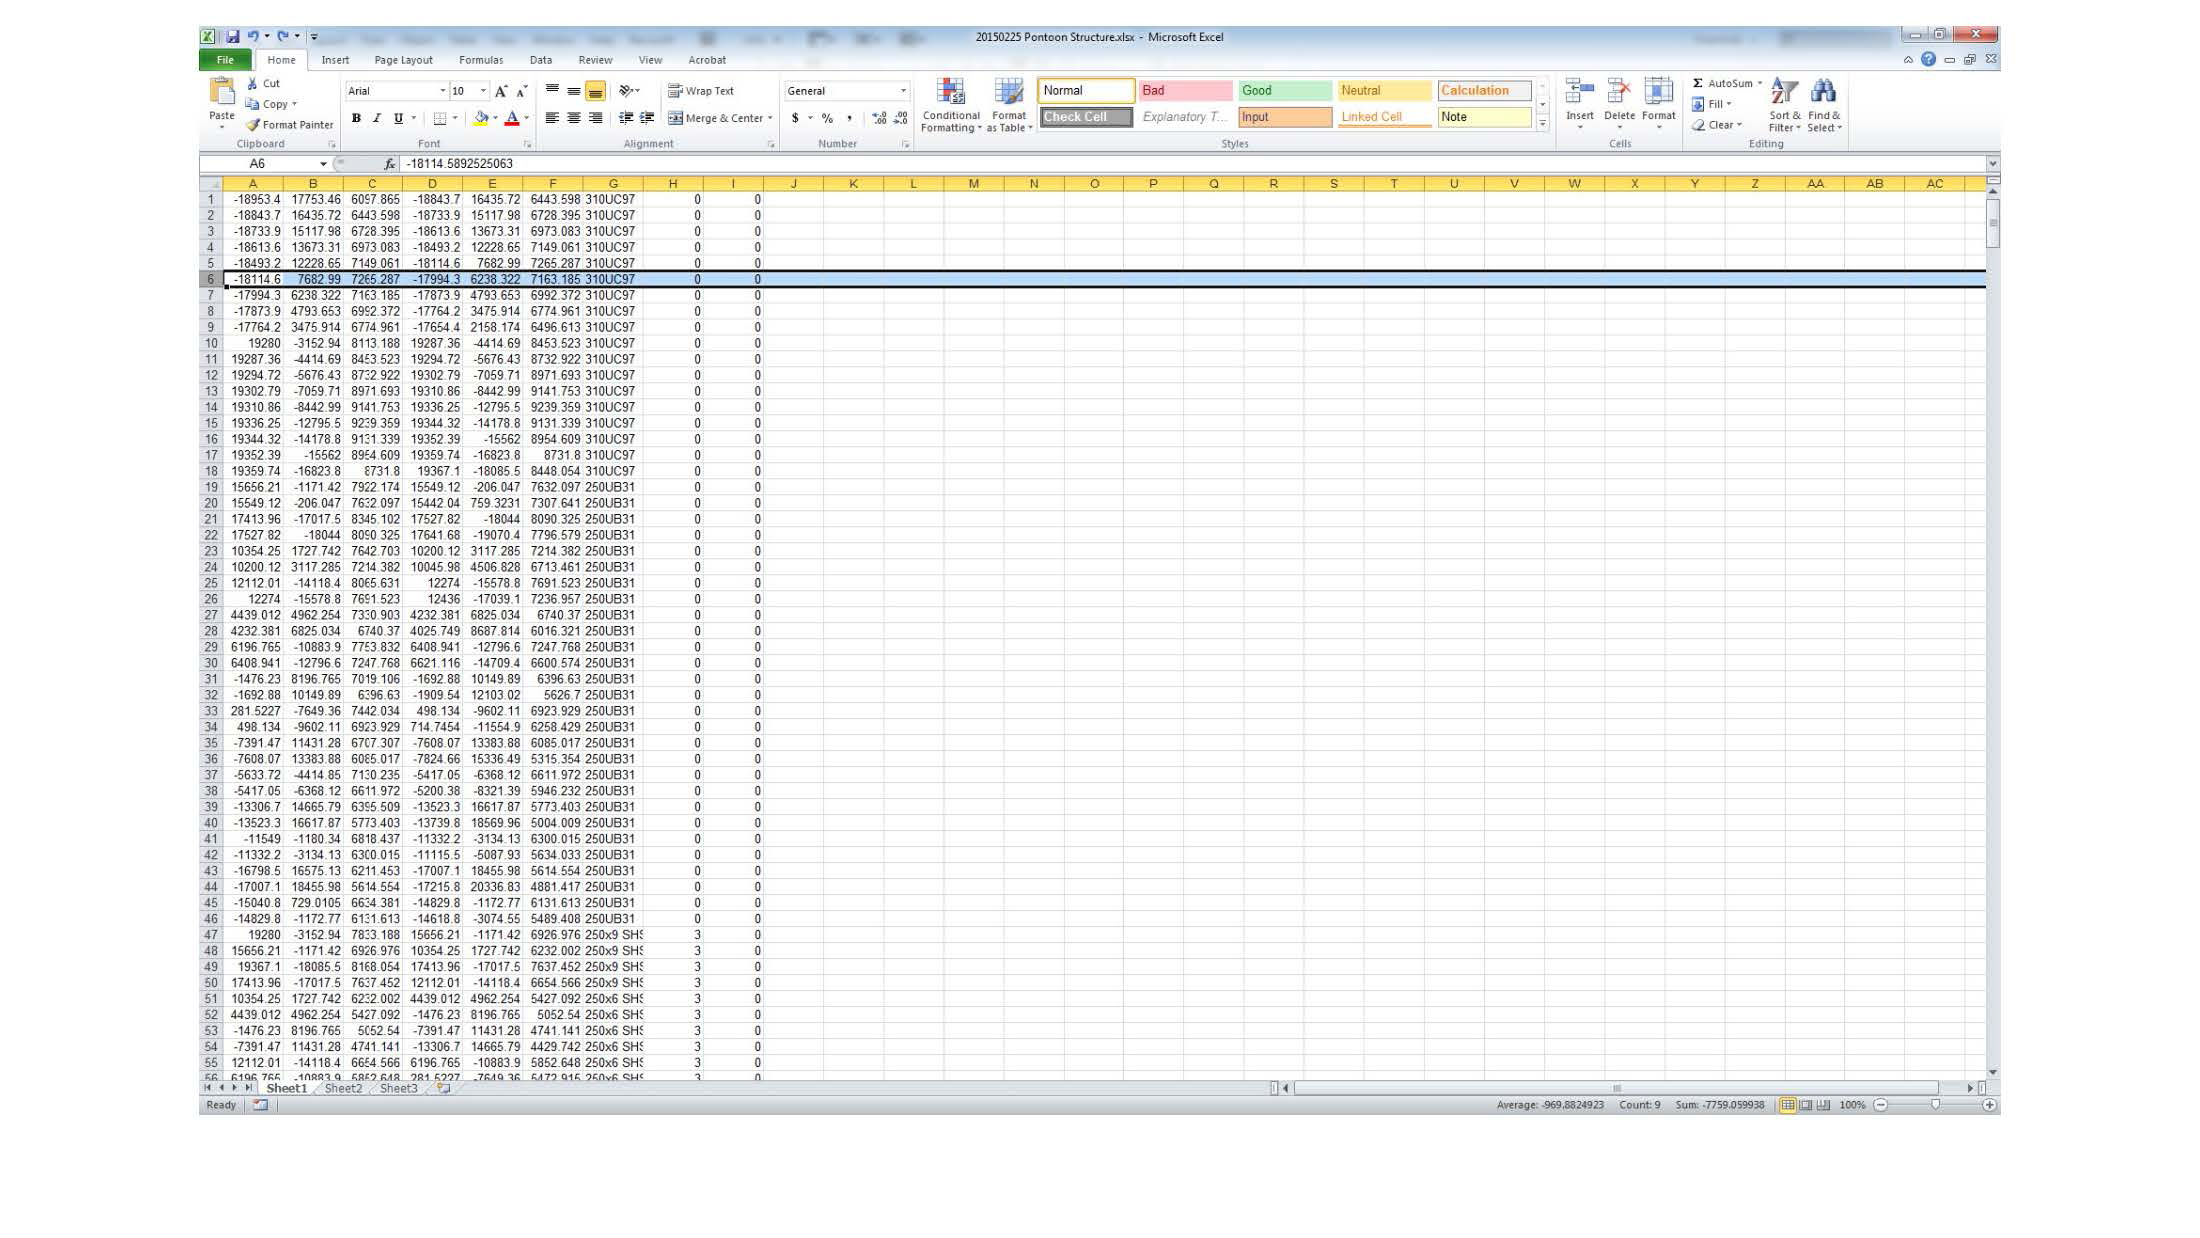 20150225 Pontoon Structure.xlsx - Microsoft Excel
File Home Insert Page Layout Formulas Data Review View Acrobat
Cut
Copy
Format Painter
Paste
Clipboard
Arial 10
Font
Wrap Text
Merge & Center
Alignment
General
$ % ,
Number
Conditional Formatting
Format as Table
Normal Bad Good Neutral Calculation
Check Cell Explanatory T... Input Linked Cell Note
Styles
Insert Delete Format
Cells
AutoSum
Fill
Clear
Sort & Filter
Find & Select
Editing
A6 fx -18114.5892525063
A B C D E F G H I J K L M N O P Q R S T U V W X Y Z AA AB AC
1 -18953.4 17753.46 6097.865 -18843.7 16435.72 6443.598 310UC97 0 0
2 -18843.7 16435.72 6443.598 -18733.9 15117.98 6728.395 310UC97 0 0
3 -18733.9 15117.98 6728.395 -18613.6 13673.31 6973.083 310UC97 0 0
4 -18613.6 13673.31 6973.083 -18493.2 12228.65 7149.061 310UC97 0 0
5 -18493.2 12228.65 7149.061 -18114.6 7682.99 7265.287 310UC97 0 0
6 -18114.6 7682.99 7265.287 -17994.3 6238.322 7163.185 310UC97 0 0
7 -17994.3 6238.322 7163.185 -17873.9 4793.653 6992.372 310UC97 0 0
8 -17873.9 4793.653 6992.372 -17764.2 3475.914 6774.961 310UC97 0 0
9 -17764.2 3475.914 6774.961 -17654.4 2158.174 6496.613 310UC97 0 0
10 19280 -3152.94 8113.188 19287.36 -4414.69 8453.523 310UC97 0 0
11 19287.36 -4414.69 8453.523 19294.72 -5676.43 8732.922 310UC97 0 0
12 19294.72 -5676.43 8732.922 19302.79 -7059.71 8971.693 310UC97 0 0
13 19302.79 -7059.71 8971.693 19310.86 -8442.99 9141.753 310UC97 0 0
14 19310.86 -8442.99 9141.753 19336.25 -12795.5 9239.359 310UC97 0 0
15 19336.25 -12795.5 9239.359 19344.32 -14178.8 9131.339 310UC97 0 0
16 19344.32 -14178.8 9131.339 19352.39 -15562 8954.609 310UC97 0 0
17 19352.39 -15562 8954.609 19359.74 -16823.8 8731.8 310UC97 0 0
18 19359.74 -16823.8 8731.8 19367.1 -18085.5 8448.054 310UC97 0 0
19 15656.21 -1171.42 7922.174 15549.12 -206.047 7632.097 250UB31 0 0
20 15549.12 -206.047 7632.097 15442.04 759.3231 7307.641 250UB31 0 0
21 17413.96 -17017.5 8345.102 17527.82 -18044 8090.325 250UB31 0 0
22 17527.82 -18044 8090.325 17641.68 -19070.4 7796.579 250UB31 0 0
23 10354.25 1727.742 7642.703 10200.12 3117.285 7214.382 250UB31 0 0
24 10200.12 3117.285 7214.382 10045.98 4506.828 6713.461 250UB31 0 0
25 12112.01 -14118.4 8065.631 12274 -15578.8 7691.523 250UB31 0 0
26 12274 -15578.8 7691.523 12436 -17039.1 7236.957 250UB31 0 0
27 4439.012 4962.254 7330.903 4232.381 6825.034 6740.37 250UB31 0 0
28 4232.381 6825.034 6740.37 4025.749 8687.814 6016.321 250UB31 0 0
29 6196.765 -10883.9 7753.832 6408.941 -12796.6 7247.768 250UB31 0 0
30 6408.941 -12796.6 7247.768 6621.116 -14709.4 6600.574 250UB31 0 0
31 -1476.23 8196.765 7019.106 -1692.88 10149.89 6396.63 250UB31 0 0
32 -1692.88 10149.89 6396.63 -1909.54 12103.02 5626.7 250UB31 0 0
33 281.5227 -7649.36 7442.034 498.134 -9602.11 6923.929 250UB31 0 0
34 498.134 -9602.11 6923.929 714.7454 -11554.9 6258.429 250UB31 0 0
35 -7391.47 11431.28 6707.307 -7608.07 13383.88 6085.017 250UB31 0 0
36 -7608.07 13383.88 6085.017 -7824.66 15336.49 5315.354 250UB31 0 0
37 -5633.72 -4414.85 7130.235 -5417.05 -6368.12 6611.972 250UB31 0 0
38 -5417.05 -6368.12 6611.972 -5200.38 -8321.39 5946.232 250UB31 0 0
39 -13306.7 14665.79 6395.509 -13523.3 16617.87 5773.403 250UB31 0 0
40 -13523.3 16617.87 5773.403 -13739.8 18569.96 5004.009 250UB31 0 0
41 -11549 -1180.34 6818.437 -11332.2 -3134.13 6300.015 250UB31 0 0
42 -11332.2 -3134.13 6300.015 -11115.5 -5087.93 5634.033 250UB31 0 0
43 -16798.5 16575.13 6211.453 -17007.1 18455.98 5614.554 250UB31 0 0
44 -17007.1 18455.98 5614.554 -17215.8 20336.83 4881.417 250UB31 0 0
45 -15040.8 729.0105 6634.381 -14829.8 -1172.77 6131.613 250UB31 0 0
46 -14829.8 -1172.77 6131.613 -14618.8 -3074.55 5489.408 250UB31 0 0
47 19280 -3152.94 7833.188 15656.21 -1171.42 6926.976 250x9 SHS 3 0
48 15656.21 -1171.42 6926.976 10354.25 1727.742 6232.002 250x9 SHS 3 0
49 19367.1 -18085.5 8168.054 17413.96 -17017.5 7637.452 250x9 SHS 3 0
50 17413.96 -17017.5 7637.452 12112.01 -14118.4 6654.566 250x9 SHS 3 0
51 10354.25 1727.742 6232.002 4439.012 4962.254 5427.092 250x6 SHS 3 0
52 4439.012 4962.254 5427.092 -1476.23 8196.765 5052.54 250x6 SHS 3 0
53 -1476.23 8196.765 5052.54 -7391.47 11431.28 4741.141 250x6 SHS 3 0
54 -7391.47 11431.28 4741.141 -13306.7 14665.79 4429.742 250x6 SHS 3 0
55 12112.01 -14118.4 6654.566 6196.765 -10883.9 5852.648 250x6 SHS 3 0
56 6196.765 -10883.9 5852.648 281.5227 -7649.36 5472.915 250x6 SHS 3 0
Sheet1 Sheet2 Sheet3
Ready Average: -969.8824923 Count: 9 Sum: -7759.059938 100%